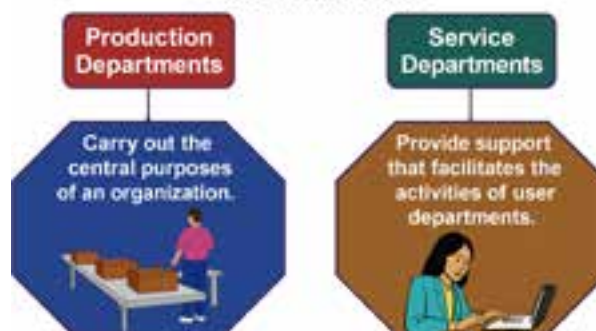 Production
Departments
Service
Departments
Carry out the
central purposes
of an organization.
Provide support
that facilitates the
activities of user
departments.